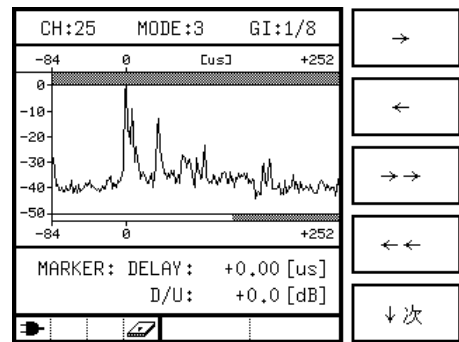 CH:25 MODE:3 GI:1/8
-84 0 [us] +252
0
-10
-20
-30
-40
-50
-84 0 +252
MARKER: DELAY: +0.00 [us]
D/U: +0.0 [dB]
→
←
→ →
← ←
↓次